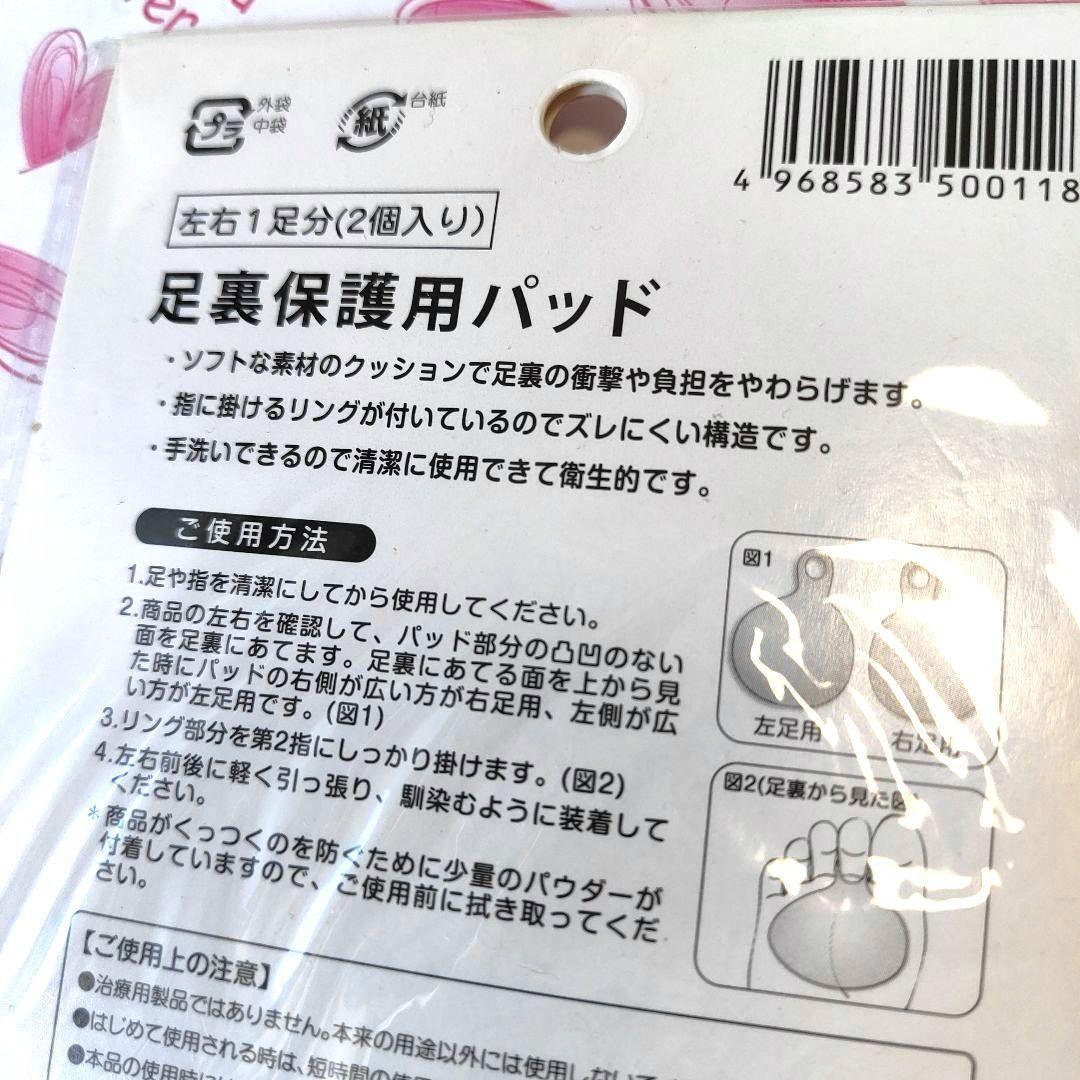 プラ
外袋
中袋
紙
台紙
4 968583 500118
左右1足分(2個入り)
足裏保護用パッド
・ソフトな素材のクッションで足裏の衝撃や負担をやわらげます。
・指に掛けるリングが付いているのでズレにくい構造です。
・手洗いできるので清潔に使用できて衛生的です。
ご使用方法
1.足や指を清潔にしてから使用してください。
2.商品の左右を確認して、パッド部分の凸凹のない
面を足裏にあてます。足裏にあてる面を上から見
た時にパッドの右側が広い方が右足用、左側が広
い方が左足用です。(図1)
3.リング部分を第2指にしっかり掛けます。(図2)
4.左右前後に軽く引っ張り、馴染むように装着して
ください。
*商品がくっつくのを防ぐために少量のパウダーが
付着していますので、ご使用前に拭き取ってくだ
さい。
図1
左足用
右足用
図2(足裏から見た図)
【ご使用上の注意】
●治療用製品ではありません。本来の用途以外には使用しないで
●はじめて使用される時は、短時間の使用
●本品の使用時に